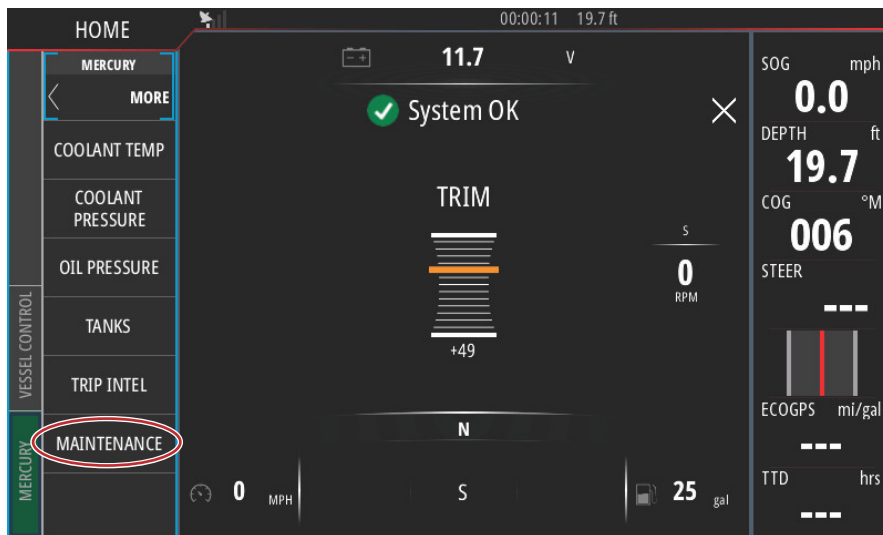 HOME
00:00:11 19.7 ft
MERCURY
MORE
COOLANT TEMP
COOLANT
PRESSURE
OIL PRESSURE
TANKS
TRIP INTEL
MAINTENANCE
VESSEL CONTROL
MERCURY
11.7 V
System OK
TRIM
+49
S
0
RPM
N
0 MPH
S
25 gal
SOG mph
0.0
DEPTH ft
19.7
COG °M
006
STEER
---
ECOGPS mi/gal
---
TTD hrs
---